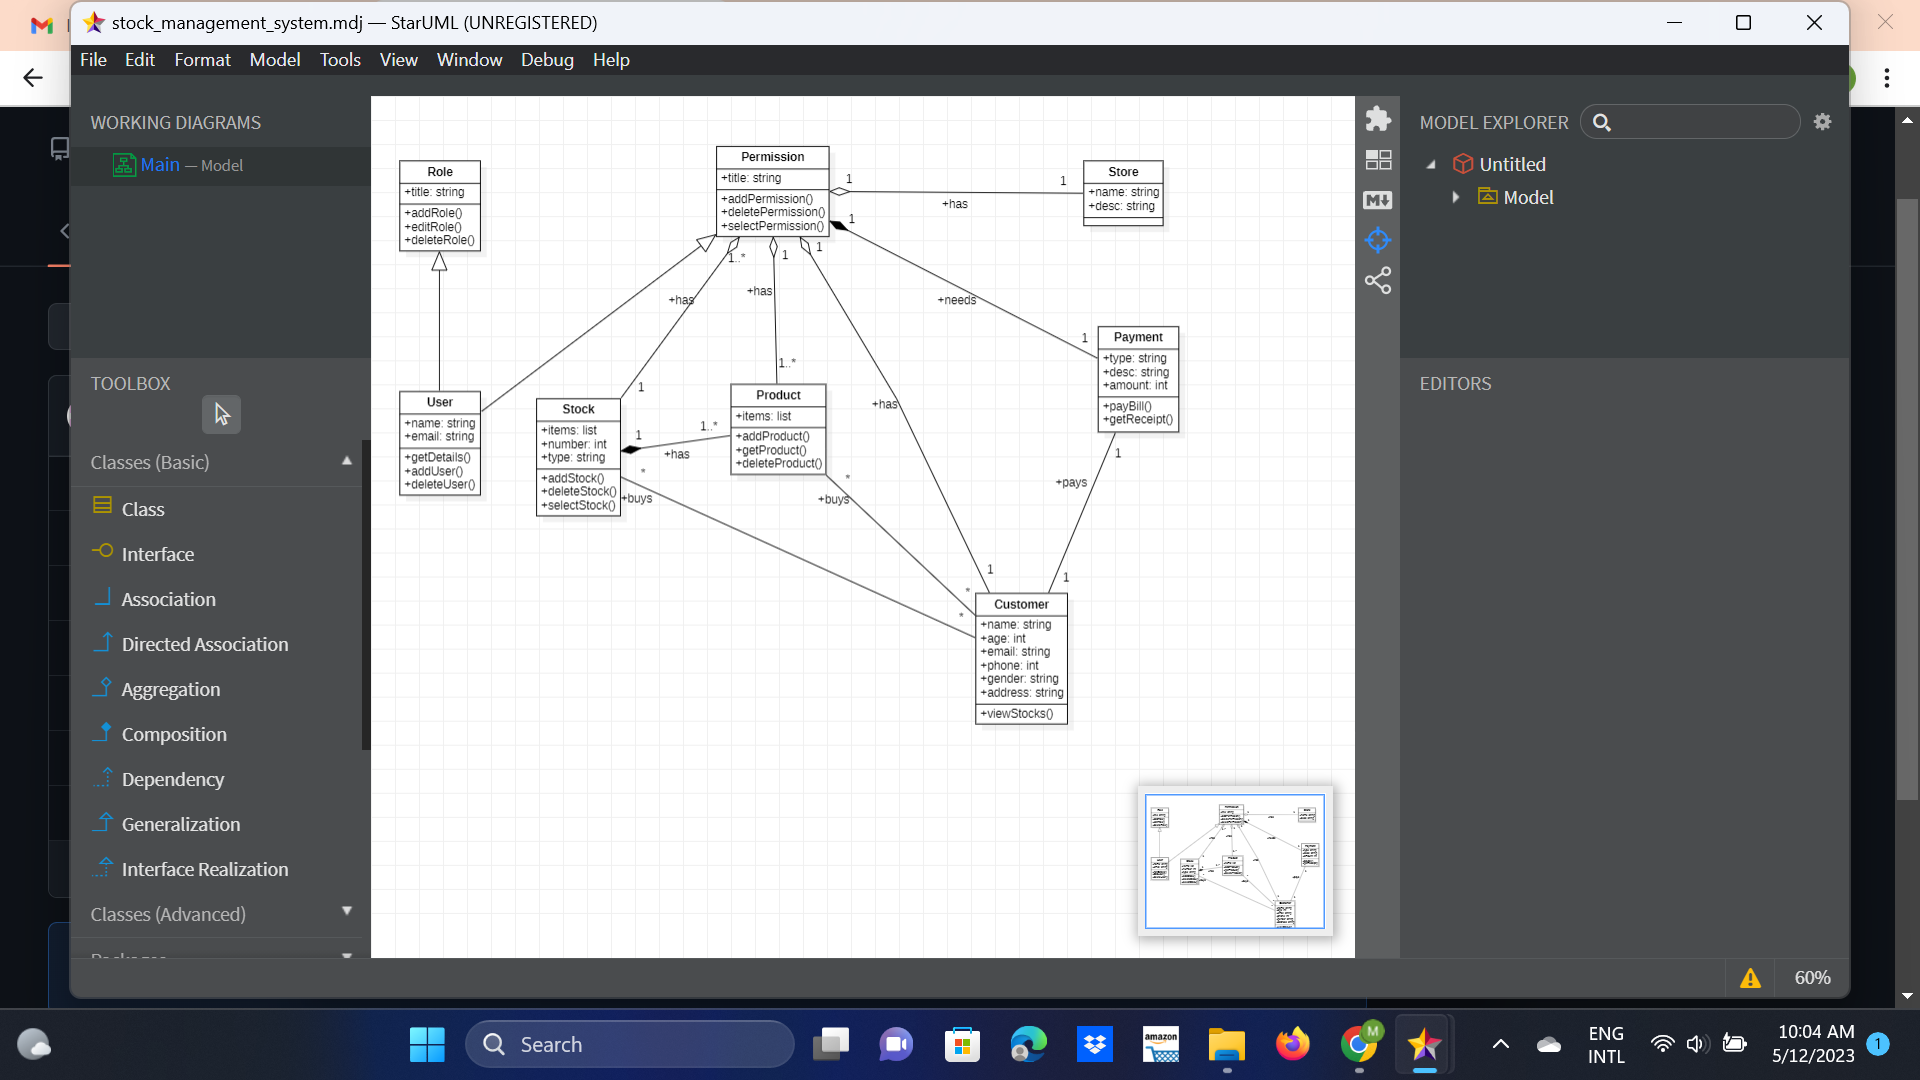 stock_management_system.mdj — StarUML (UNREGISTERED)
File Edit Format Model Tools View Window Debug Help
WORKING DIAGRAMS
Main — Model
TOOLBOX
Classes (Basic)
Class
Interface
Association
Directed Association
Aggregation
Composition
Dependency
Generalization
Interface Realization
Classes (Advanced)
Role
+title: string
+addRole()
+editRole()
+deleteRole()
Permission
+title: string
+addPermission()
+deletePermission()
+selectPermission()
1
1
+has
Store
+name: string
+desc: string
1
1..*
1
1
+has
+has
+needs
1
1..*
1
+has
Payment
+type: string
+desc: string
+amount: int
+payBill()
+getReceipt()
User
+name: string
+email: string
+getDetails()
+addUser()
+deleteUser()
Stock
+items: list
+number: int
+type: string
+addStock()
+deleteStock()
+selectStock()
1
1..*
+has
*
+buys
Product
+items: list
+addProduct()
+getProduct()
+deleteProduct()
*
+buys
1
+pays
1
1
*
*
Customer
+name: string
+age: int
+email: string
+phone: int
+gender: string
+address: string
+viewStocks()
MODEL EXPLORER
Untitled
Model
EDITORS
60%
Search
amazon
M
ENG
INTL
10:04 AM
5/12/2023
1